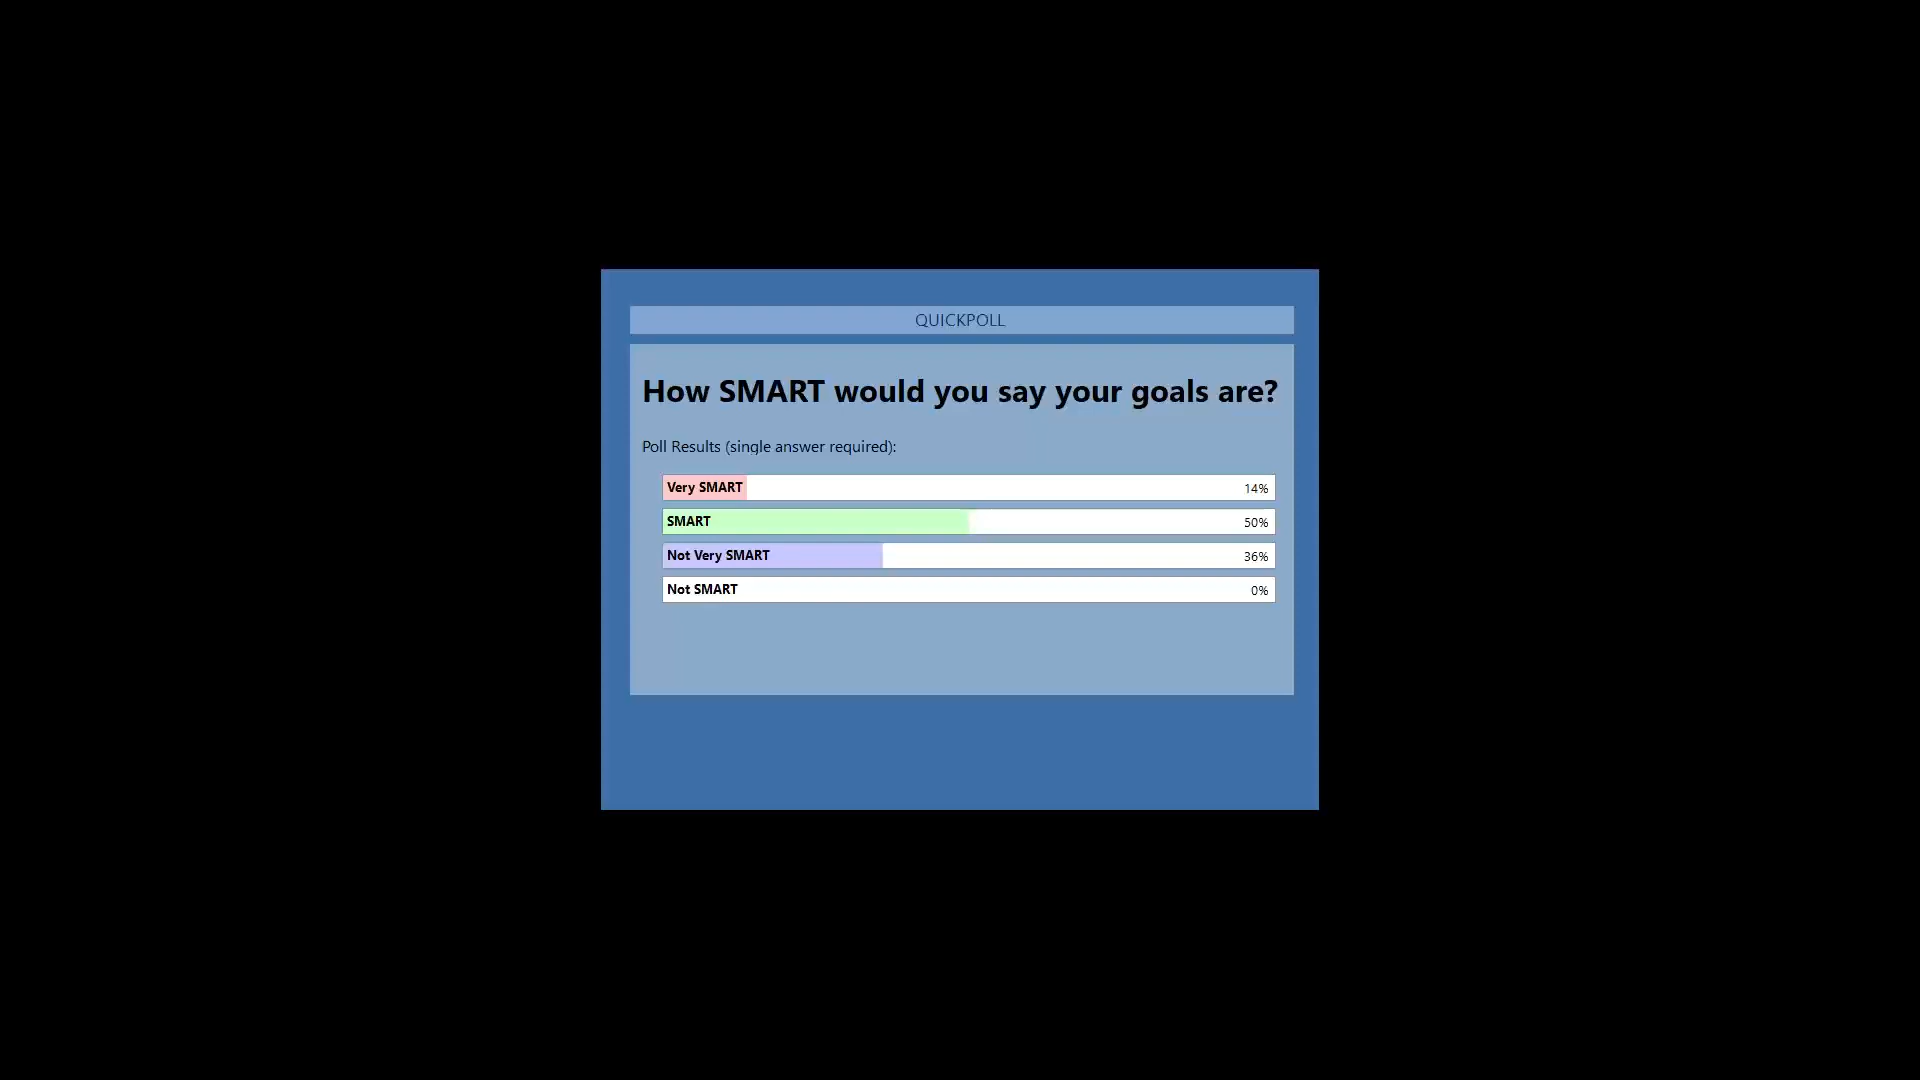 QUICKPOLL
How SMART would you say your goals are?
Poll Results (single answer required):
Very SMART 14%
SMART 50%
Not Very SMART 36%
Not SMART 0%